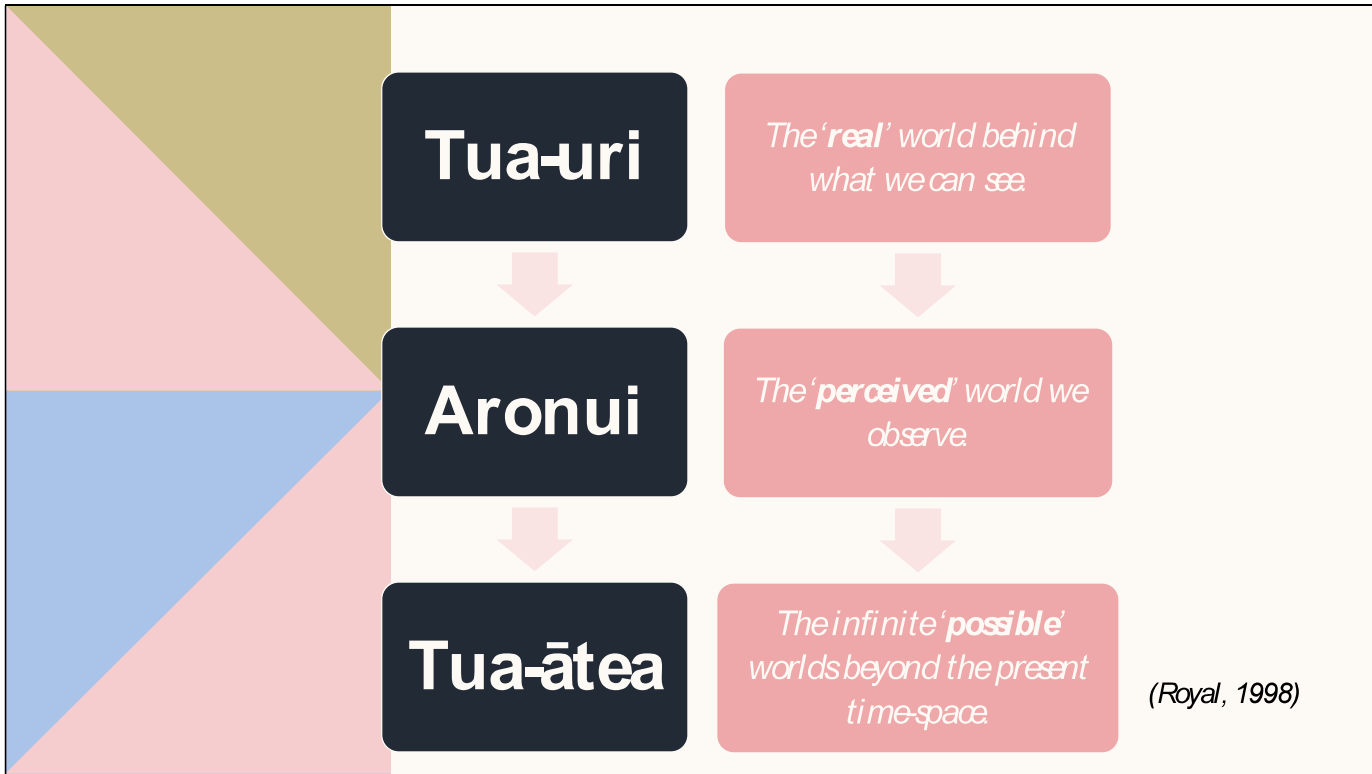 Tua-uri
The ‘real’ world behind
what we can see.
Aronui
The ‘perceived’ world we
observe.
Tua-ātea
The infinite ‘possible’
worlds beyond the present
time-space.
(Royal, 1998)